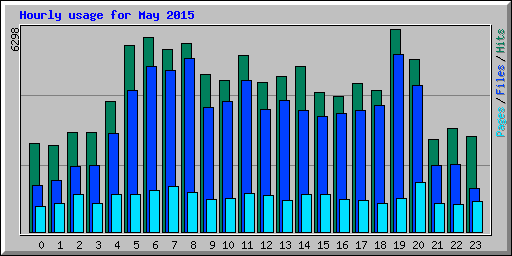 Hourly usage for May 2015
6298
Pages/Files/Hits
0 1 2 3 4 5 6 7 8 9 10 11 12 13 14 15 16 17 18 19 20 21 22 23